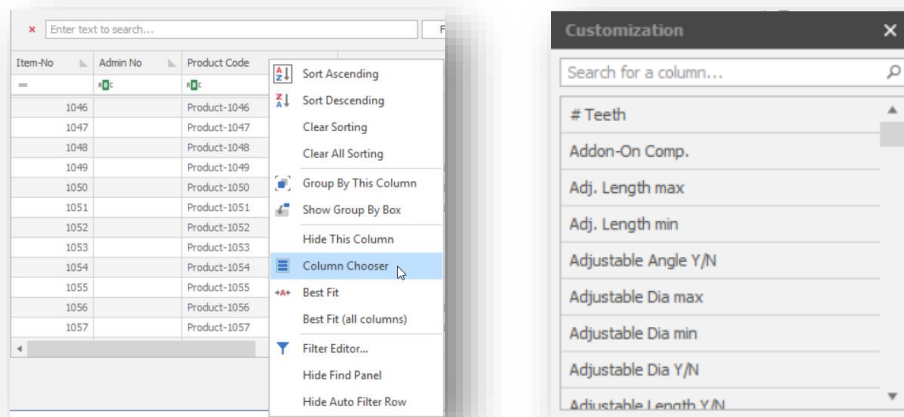 Enter text to search...
F
Item-No Admin No Product Code
= ABC ABC
1046 Product-1046
1047 Product-1047
1048 Product-1048
1049 Product-1049
1050 Product-1050
1051 Product-1051
1052 Product-1052
1053 Product-1053
1054 Product-1054
1055 Product-1055
1056 Product-1056
1057 Product-1057
Sort Ascending
Sort Descending
Clear Sorting
Clear All Sorting
Group By This Column
Show Group By Box
Hide This Column
Column Chooser
Best Fit
Best Fit (all columns)
Filter Editor...
Hide Find Panel
Hide Auto Filter Row
Customization
Search for a column...
# Teeth
Addon-On Comp.
Adj. Length max
Adj. Length min
Adjustable Angle Y/N
Adjustable Dia max
Adjustable Dia min
Adjustable Dia Y/N
Adjustable Length Y/N